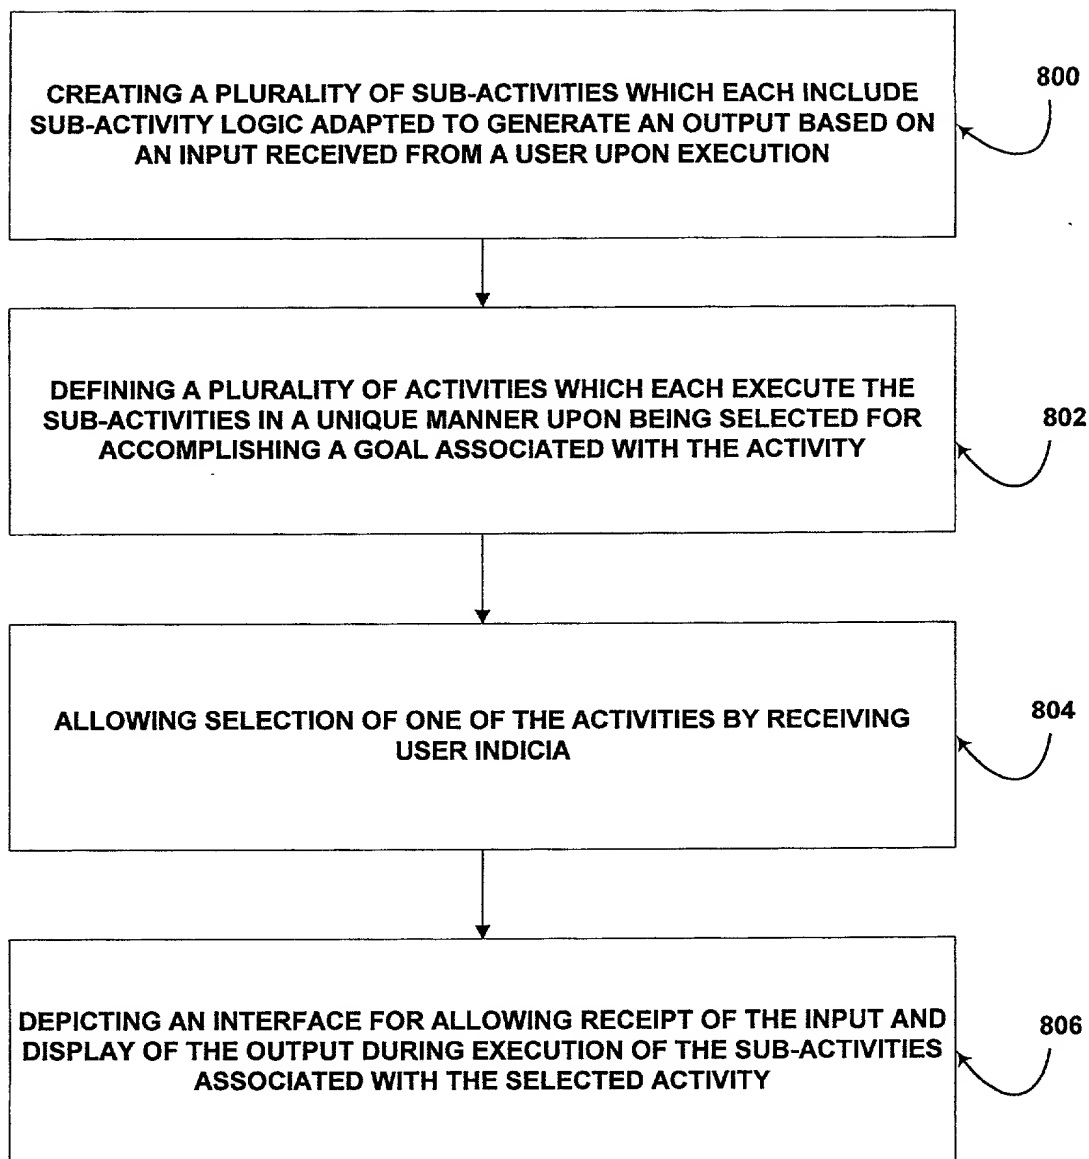 CREATING A PLURALITY OF SUB-ACTIVITIES WHICH EACH INCLUDE
SUB-ACTIVITY LOGIC ADAPTED TO GENERATE AN OUTPUT BASED ON
AN INPUT RECEIVED FROM A USER UPON EXECUTION
800
DEFINING A PLURALITY OF ACTIVITIES WHICH EACH EXECUTE THE
SUB-ACTIVITIES IN A UNIQUE MANNER UPON BEING SELECTED FOR
ACCOMPLISHING A GOAL ASSOCIATED WITH THE ACTIVITY
802
ALLOWING SELECTION OF ONE OF THE ACTIVITIES BY RECEIVING
USER INDICIA
804
DEPICTING AN INTERFACE FOR ALLOWING RECEIPT OF THE INPUT AND
DISPLAY OF THE OUTPUT DURING EXECUTION OF THE SUB-ACTIVITIES
ASSOCIATED WITH THE SELECTED ACTIVITY
806